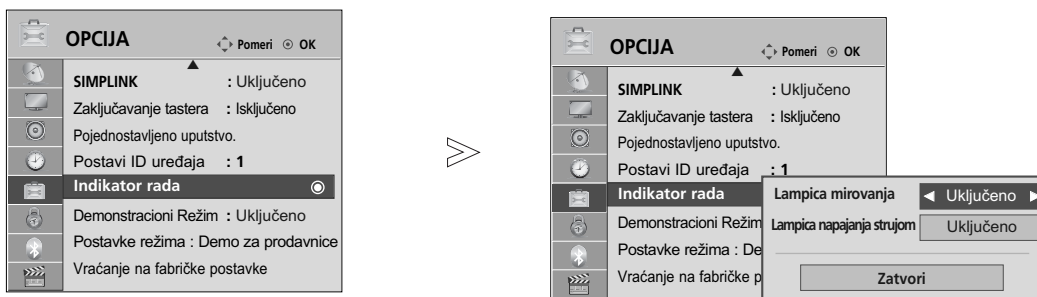 OPCIJA Pomeri OK
SIMPLINK : Uključeno
Zaključavanje tastera : Isključeno
Pojednostavljeno uputstvo.
Postavi ID uređaja : 1
Indikator rada
Demonstracioni Režim : Uključeno
Postavke režima : Demo za prodavnice
Vraćanje na fabričke postavke
OPCIJA Pomeri OK
SIMPLINK : Uključeno
Zaključavanje tastera : Isključeno
Pojednostavljeno uputstvo.
Postavi ID uređaja : 1
Indikator rada
Demonstracioni Režim
Postavke režima : De
Vraćanje na fabričke p
Lampica mirovanja ◀ Uključeno ▶
Lampica napajanja strujom Uključeno
Zatvori